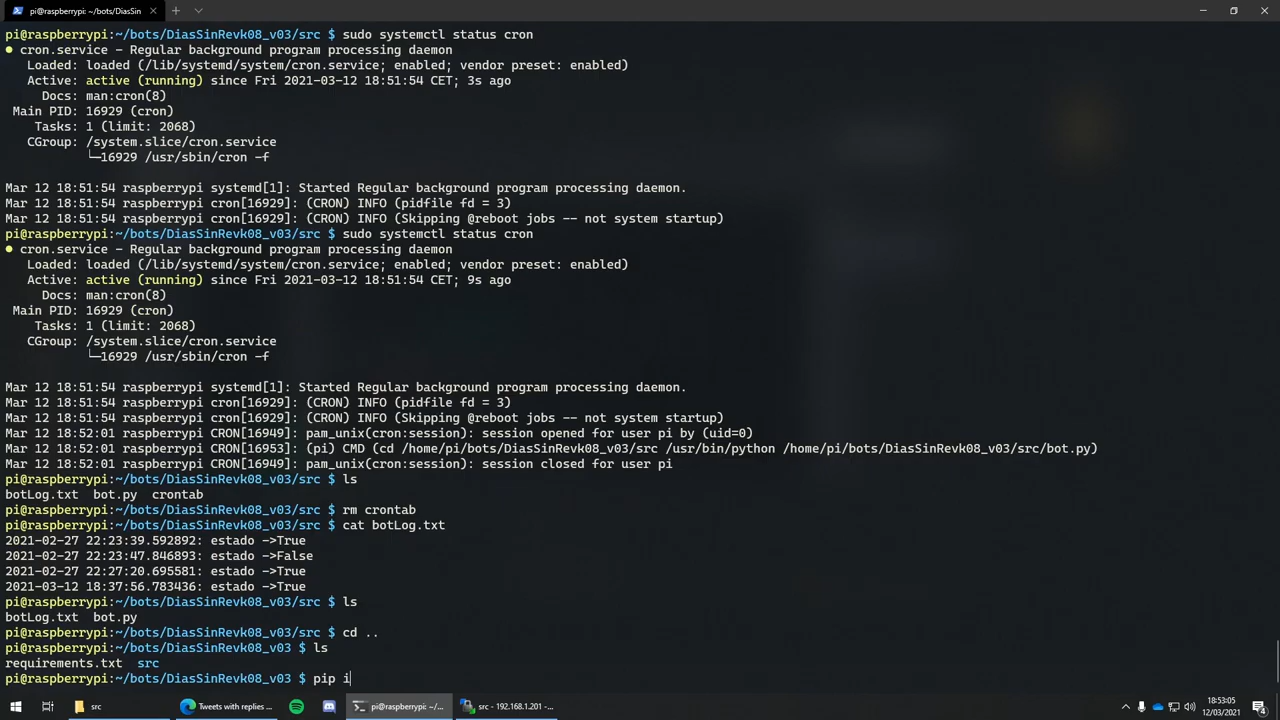 pi@raspberrypi: ~/bots/DiasSin
pi@raspberrypi:~/bots/DiasSinRevk08_v03/src $ sudo systemctl status cron
● cron.service - Regular background program processing daemon
Loaded: loaded (/lib/systemd/system/cron.service; enabled; vendor preset: enabled)
Active: active (running) since Fri 2021-03-12 18:51:54 CET; 3s ago
Docs: man:cron(8)
Main PID: 16929 (cron)
Tasks: 1 (limit: 2068)
CGroup: /system.slice/cron.service
└─16929 /usr/sbin/cron -f
Mar 12 18:51:54 raspberrypi systemd[1]: Started Regular background program processing daemon.
Mar 12 18:51:54 raspberrypi cron[16929]: (CRON) INFO (pidfile fd = 3)
Mar 12 18:51:54 raspberrypi cron[16929]: (CRON) INFO (Skipping @reboot jobs -- not system startup)
pi@raspberrypi:~/bots/DiasSinRevk08_v03/src $ sudo systemctl status cron
● cron.service - Regular background program processing daemon
Loaded: loaded (/lib/systemd/system/cron.service; enabled; vendor preset: enabled)
Active: active (running) since Fri 2021-03-12 18:51:54 CET; 9s ago
Docs: man:cron(8)
Main PID: 16929 (cron)
Tasks: 1 (limit: 2068)
CGroup: /system.slice/cron.service
└─16929 /usr/sbin/cron -f
Mar 12 18:51:54 raspberrypi systemd[1]: Started Regular background program processing daemon.
Mar 12 18:51:54 raspberrypi cron[16929]: (CRON) INFO (pidfile fd = 3)
Mar 12 18:51:54 raspberrypi cron[16929]: (CRON) INFO (Skipping @reboot jobs -- not system startup)
Mar 12 18:52:01 raspberrypi CRON[16949]: pam_unix(cron:session): session opened for user pi by (uid=0)
Mar 12 18:52:01 raspberrypi CRON[16953]: (pi) CMD (cd /home/pi/bots/DiasSinRevk08_v03/src /usr/bin/python /home/pi/bots/DiasSinRevk08_v03/src/bot.py)
Mar 12 18:52:01 raspberrypi CRON[16949]: pam_unix(cron:session): session closed for user pi
pi@raspberrypi:~/bots/DiasSinRevk08_v03/src $ ls
botLog.txt  bot.py  crontab
pi@raspberrypi:~/bots/DiasSinRevk08_v03/src $ rm crontab
pi@raspberrypi:~/bots/DiasSinRevk08_v03/src $ cat botLog.txt
2021-02-27 22:23:39.592892: estado ->True
2021-02-27 22:23:47.846893: estado ->False
2021-02-27 22:27:20.695581: estado ->True
2021-03-12 18:37:56.783436: estado ->True
pi@raspberrypi:~/bots/DiasSinRevk08_v03/src $ ls
botLog.txt  bot.py
pi@raspberrypi:~/bots/DiasSinRevk08_v03/src $ cd ..
pi@raspberrypi:~/bots/DiasSinRevk08_v03 $ ls
requirements.txt  src
pi@raspberrypi:~/bots/DiasSinRevk08_v03 $ pip i
src
Tweets with replies ...
pi@raspberrypi: ~/...
src - 192.168.1.201 -...
18:53:05
12/03/2021
4